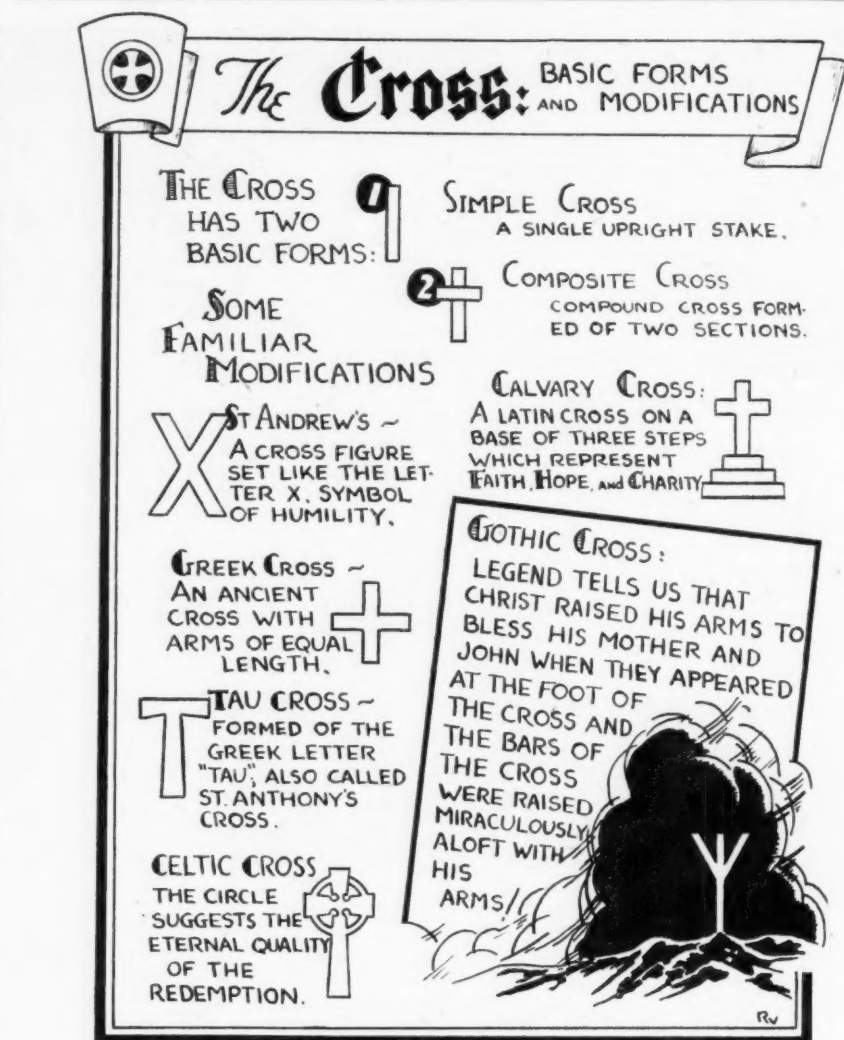 The Cross: BASIC FORMS
AND MODIFICATIONS
THE CROSS
HAS TWO
BASIC FORMS:
1
SIMPLE CROSS
A SINGLE UPRIGHT STAKE.
2
COMPOSITE CROSS
COMPOUND CROSS FORM-
ED OF TWO SECTIONS.
SOME
FAMILIAR
MODIFICATIONS
ST ANDREW'S ~
A CROSS FIGURE
SET LIKE THE LET-
TER X. SYMBOL
OF HUMILITY.
CALVARY CROSS:
A LATIN CROSS ON A
BASE OF THREE STEPS
WHICH REPRESENT
FAITH, HOPE, AND CHARITY
GREEK CROSS ~
AN ANCIENT
CROSS WITH
ARMS OF EQUAL
LENGTH.
TAU CROSS ~
FORMED OF THE
GREEK LETTER
"TAU", ALSO CALLED
ST. ANTHONY'S
CROSS.
CELTIC CROSS
THE CIRCLE
SUGGESTS THE
ETERNAL QUALITY
OF THE
REDEMPTION.
GOTHIC CROSS:
LEGEND TELLS US THAT
CHRIST RAISED HIS ARMS TO
BLESS HIS MOTHER AND
JOHN WHEN THEY APPEARED
AT THE FOOT OF
THE CROSS AND
THE BARS OF
THE CROSS
WERE RAISED
MIRACULOUSLY
ALOFT WITH
HIS
ARMS!
Rv